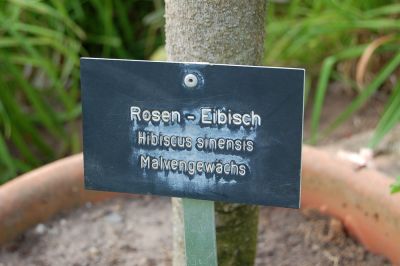 Rosen - Eibisch
Hibiscus sinensis
Malvengewächs